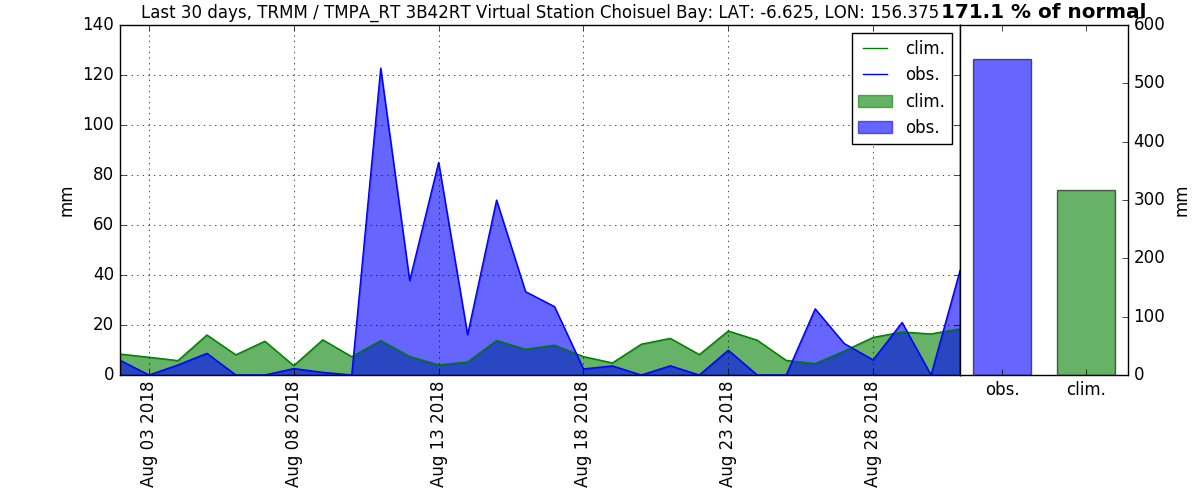 Last 30 days, TRMM / TMPA_RT 3B42RT Virtual Station Choisuel Bay: LAT: -6.625, LON: 156.375 171.1 % of normal
140
120
100
80
60
40
20
0
mm
clim.
obs.
clim.
obs.
Aug 03 2018
Aug 08 2018
Aug 13 2018
Aug 18 2018
Aug 23 2018
Aug 28 2018
600
500
400
300
200
100
0
mm
obs.
clim.